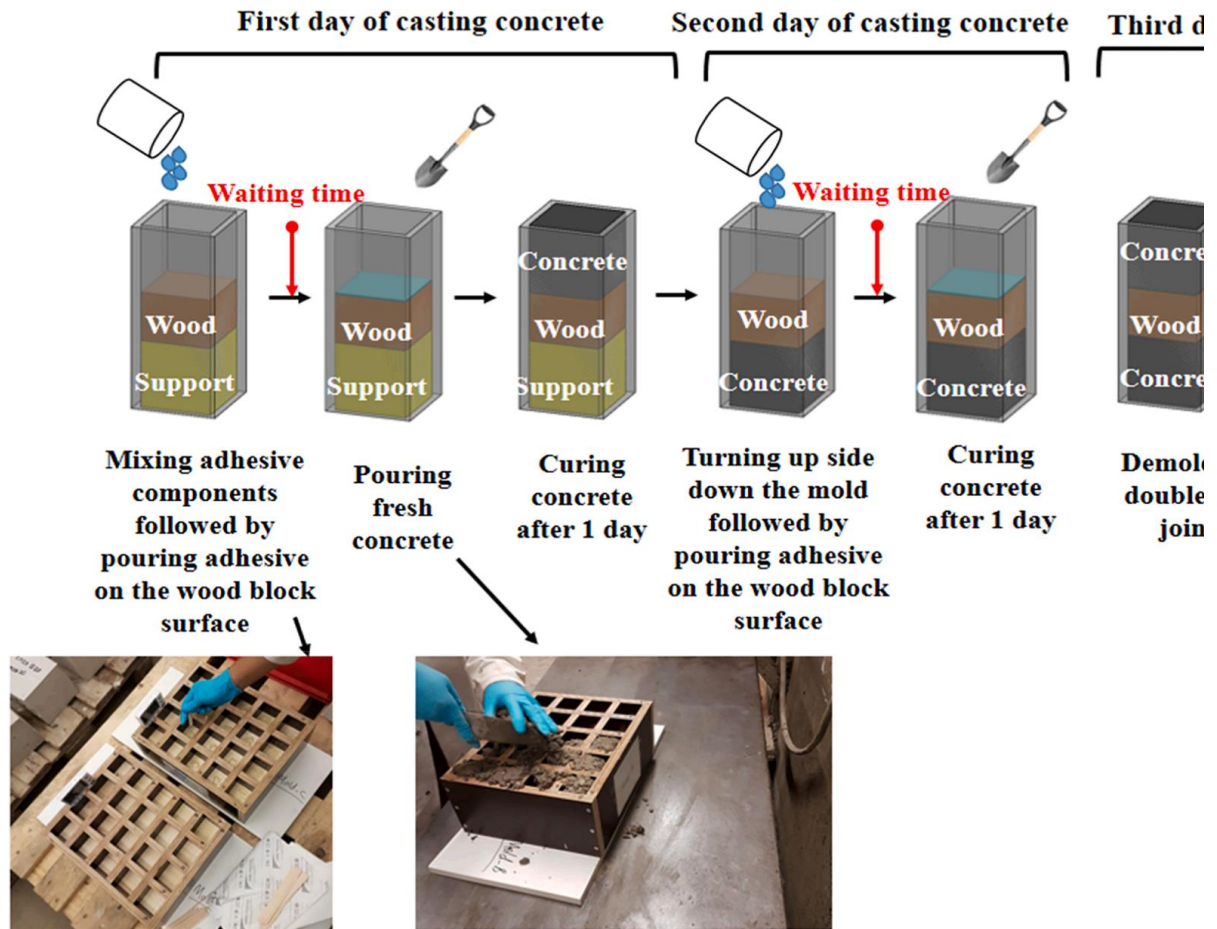 First day of casting concrete
Second day of casting concrete
Third d
Waiting time
Waiting time
Wood
Support
Wood
Support
Concrete
Wood
Support
Wood
Concrete
Wood
Concrete
Concre
Wood
Concre
Mixing adhesive
components
followed by
pouring adhesive
on the wood block
surface
Pouring
fresh
concrete
Curing
concrete
after 1 day
Turning up side
down the mold
followed by
pouring adhesive
on the wood block
surface
Curing
concrete
after 1 day
Demold
double
join